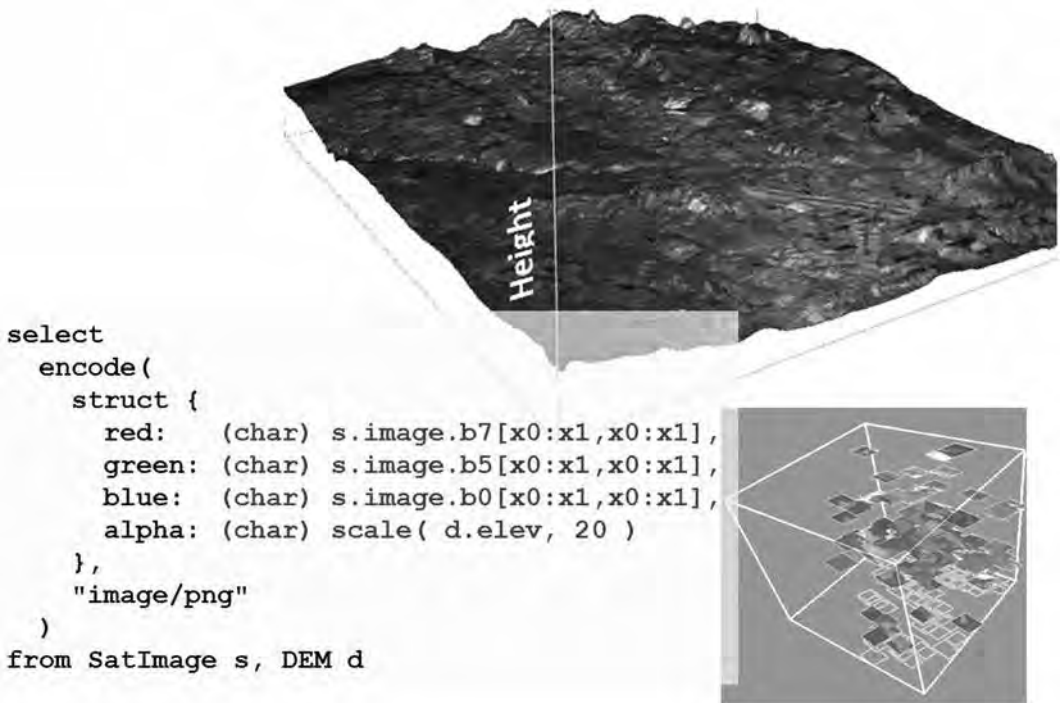 Height
select
encode(
struct {
red: (char) s.image.b7[x0:x1,x0:x1],
green: (char) s.image.b5[x0:x1,x0:x1],
blue: (char) s.image.b0[x0:x1,x0:x1],
alpha: (char) scale( d.elev, 20 )
},
"image/png"
)
from SatImage s, DEM d